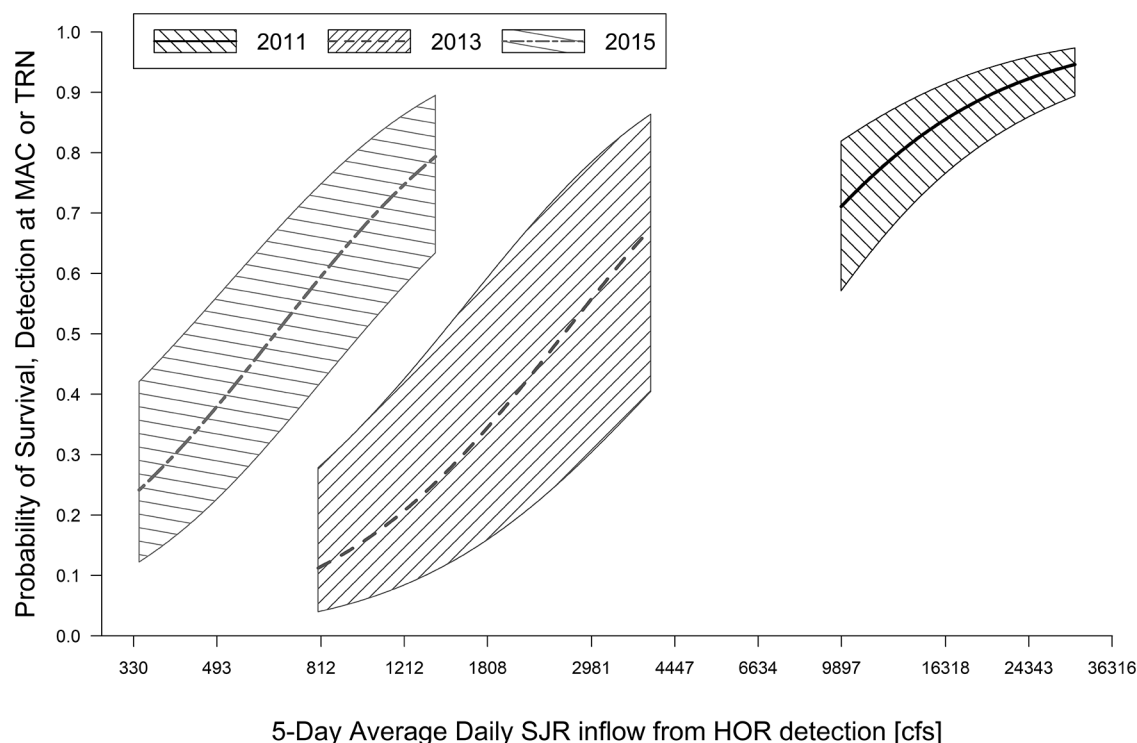 2011 2013 2015
Probability of Survival, Detection at MAC or TRN
1.0
0.9
0.8
0.7
0.6
0.5
0.4
0.3
0.2
0.1
0.0
330 493 812 1212 1808 2981 4447 6634 9897 16318 24343 36316
5-Day Average Daily SJR inflow from HOR detection [cfs]